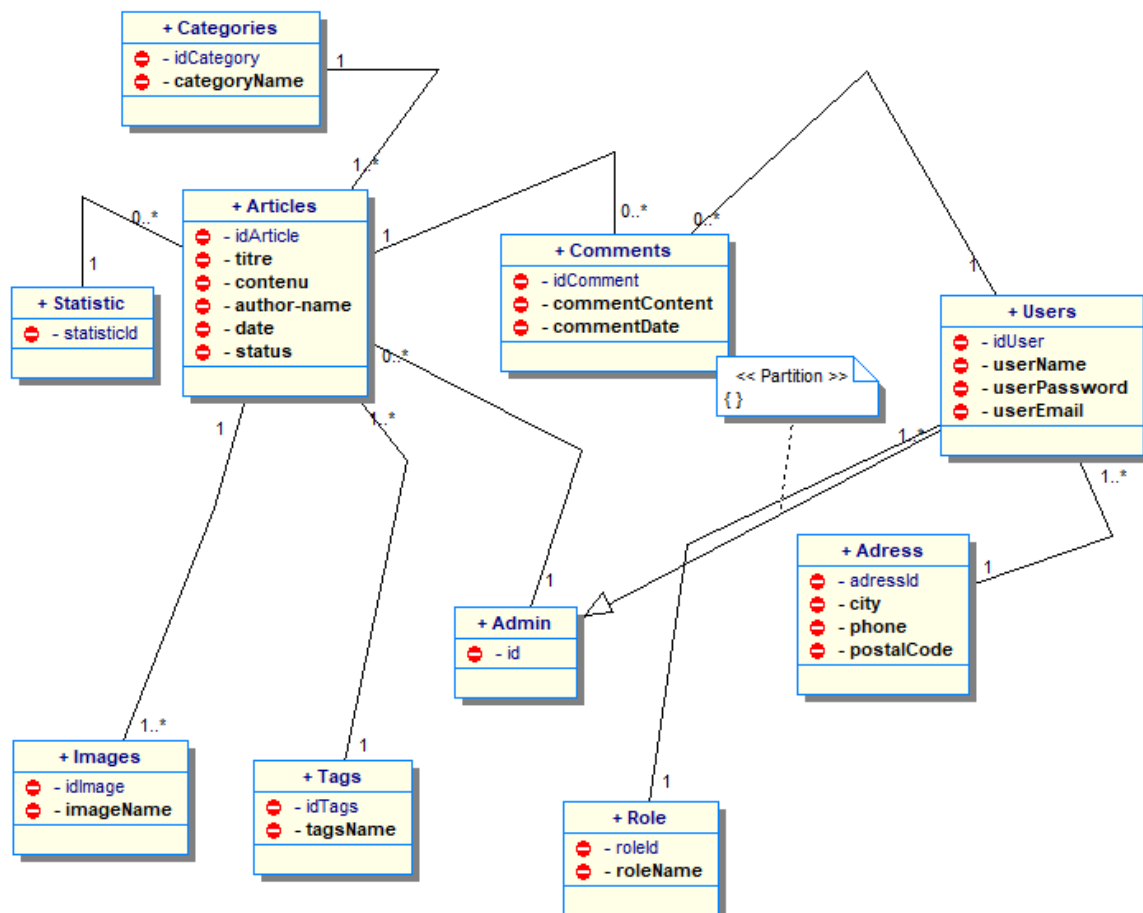 + Categories
- idCategory
- categoryName
1
1..*
+ Articles
- idArticle
- titre
- contenu
- author-name
- date
- status
0..*
1
+ Statistic
- statisticId
1
0..*
+ Comments
- idComment
- commentContent
- commentDate
0..*
1
+ Users
- idUser
- userName
- userPassword
- userEmail
<< Partition >>
{ }
0..*
1
1..*
1..*
1..*
+ Adress
- adressId
- city
- phone
- postalCode
1
1
+ Admin
- id
1..*
+ Images
- idImage
- imageName
1
+ Tags
- idTags
- tagsName
1
+ Role
- roleId
- roleName